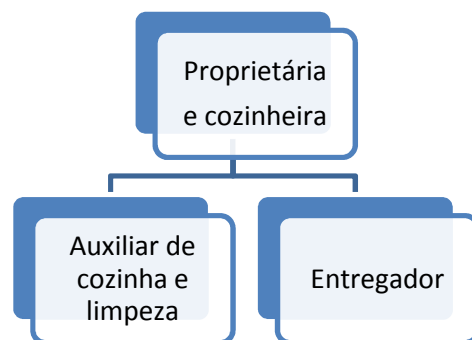 Proprietária
e cozinheira
Auxiliar de
cozinha e
limpeza
Entregador